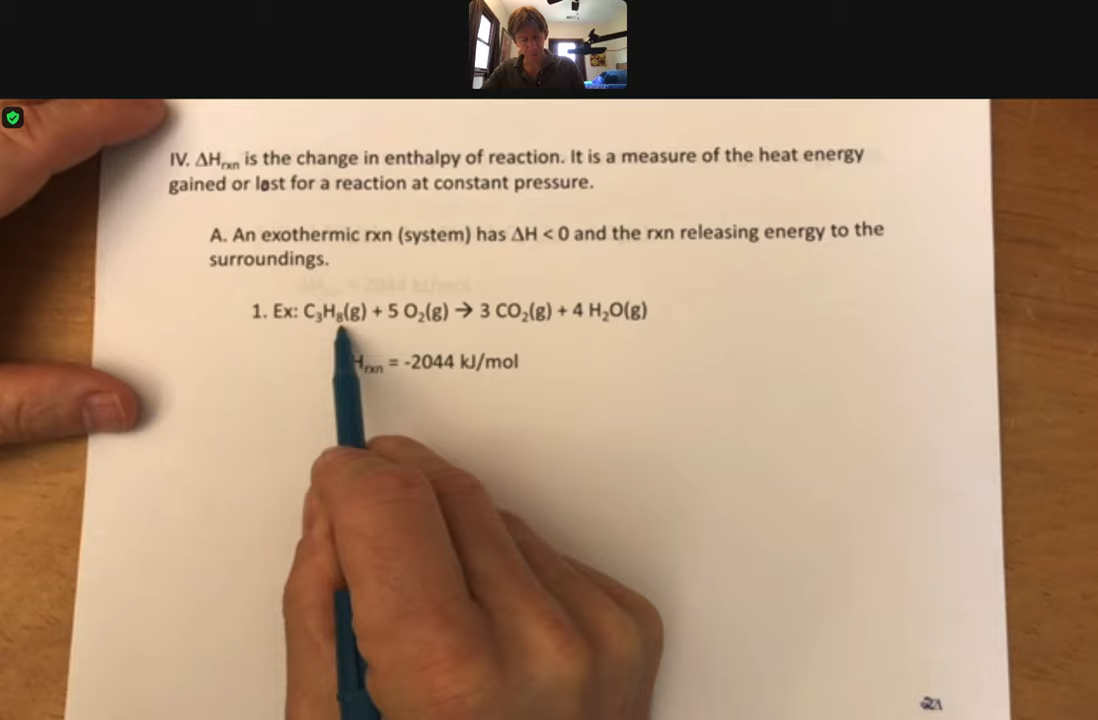 IV. ΔHrxn is the change in enthalpy of reaction. It is a measure of the heat energy
gained or lost for a reaction at constant pressure.
A. An exothermic rxn (system) has ΔH < 0 and the rxn releasing energy to the
surroundings.
1. Ex: C₃H₈(g) + 5 O₂(g) → 3 CO₂(g) + 4 H₂O(g)
Hrxn = -2044 kJ/mol